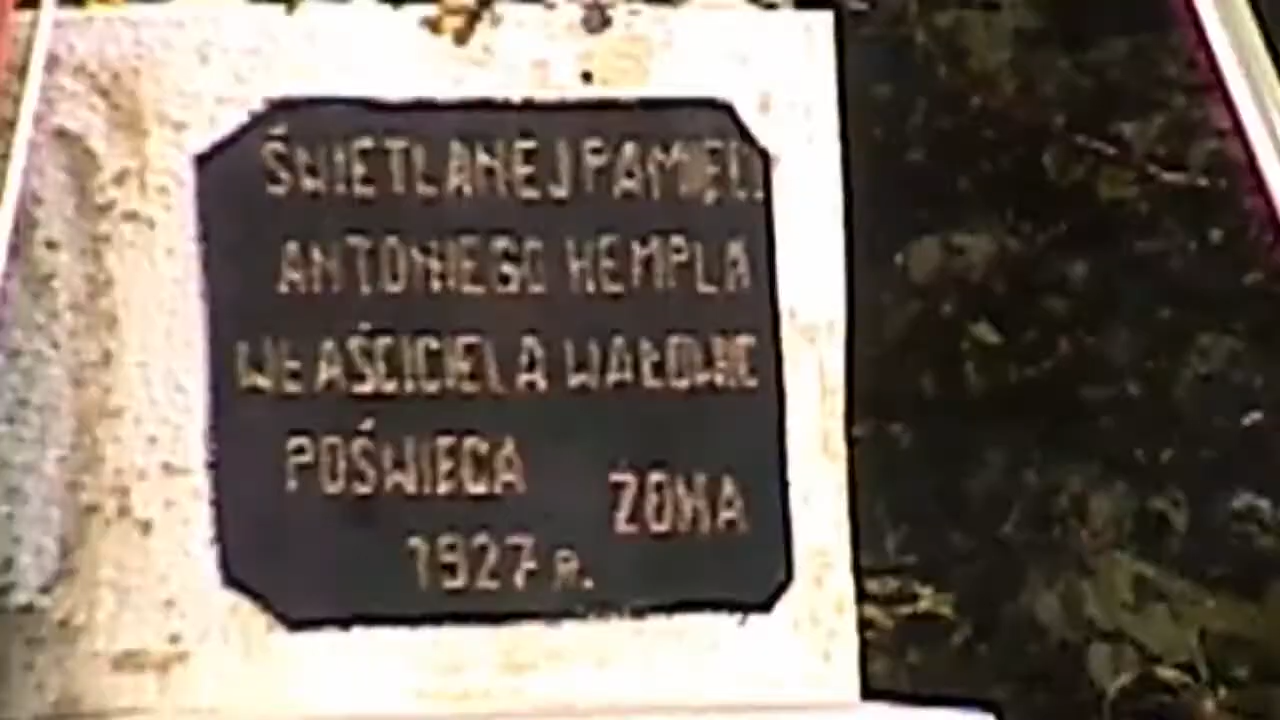 ŚWIETLANEJ PAMIĘCI
ANTONIEGO HEMPLA
WŁAŚCICIELA WAŁOWIC
POŚWIĘCA ŻONA
1927 R.